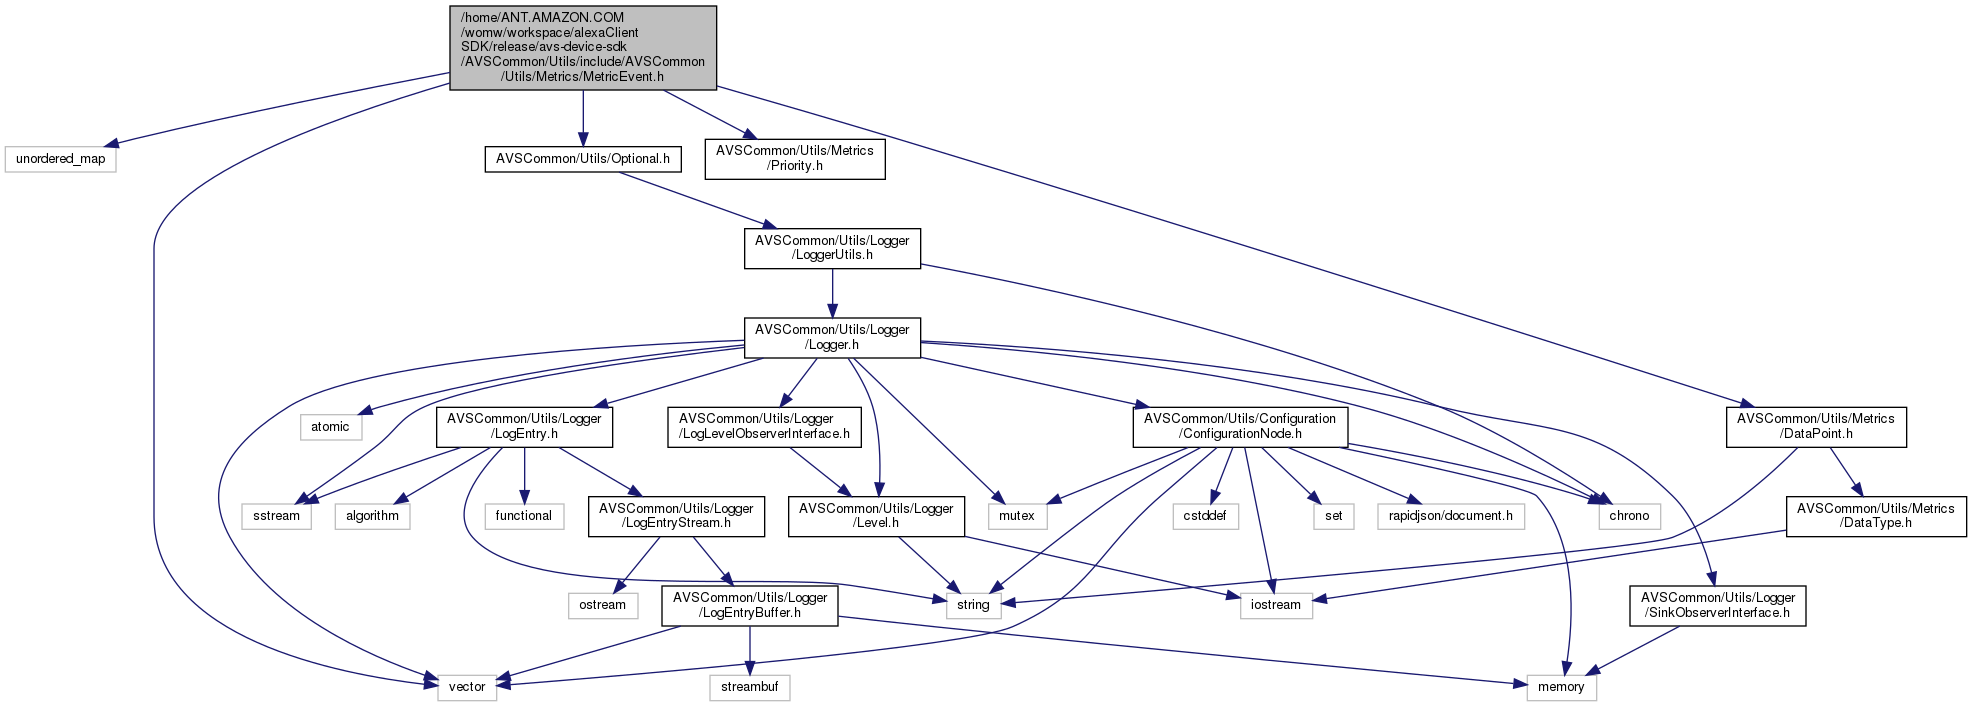 /home/ANT.AMAZON.COM
/womw/workspace/alexaClient
SDK/release/avs-device-sdk
/AVSCommon/Utils/include/AVSCommon
/Utils/Metrics/MetricEvent.h
unordered_map
AVSCommon/Utils/Optional.h
AVSCommon/Utils/Metrics
/Priority.h
AVSCommon/Utils/Logger
/LoggerUtils.h
AVSCommon/Utils/Logger
/Logger.h
atomic
AVSCommon/Utils/Logger
/LogEntry.h
AVSCommon/Utils/Logger
/LogLevelObserverInterface.h
AVSCommon/Utils/Configuration
/ConfigurationNode.h
AVSCommon/Utils/Metrics
/DataPoint.h
sstream
algorithm
functional
AVSCommon/Utils/Logger
/LogEntryStream.h
AVSCommon/Utils/Logger
/Level.h
mutex
cstddef
set
rapidjson/document.h
chrono
AVSCommon/Utils/Metrics
/DataType.h
ostream
AVSCommon/Utils/Logger
/LogEntryBuffer.h
string
iostream
AVSCommon/Utils/Logger
/SinkObserverInterface.h
vector
streambuf
memory